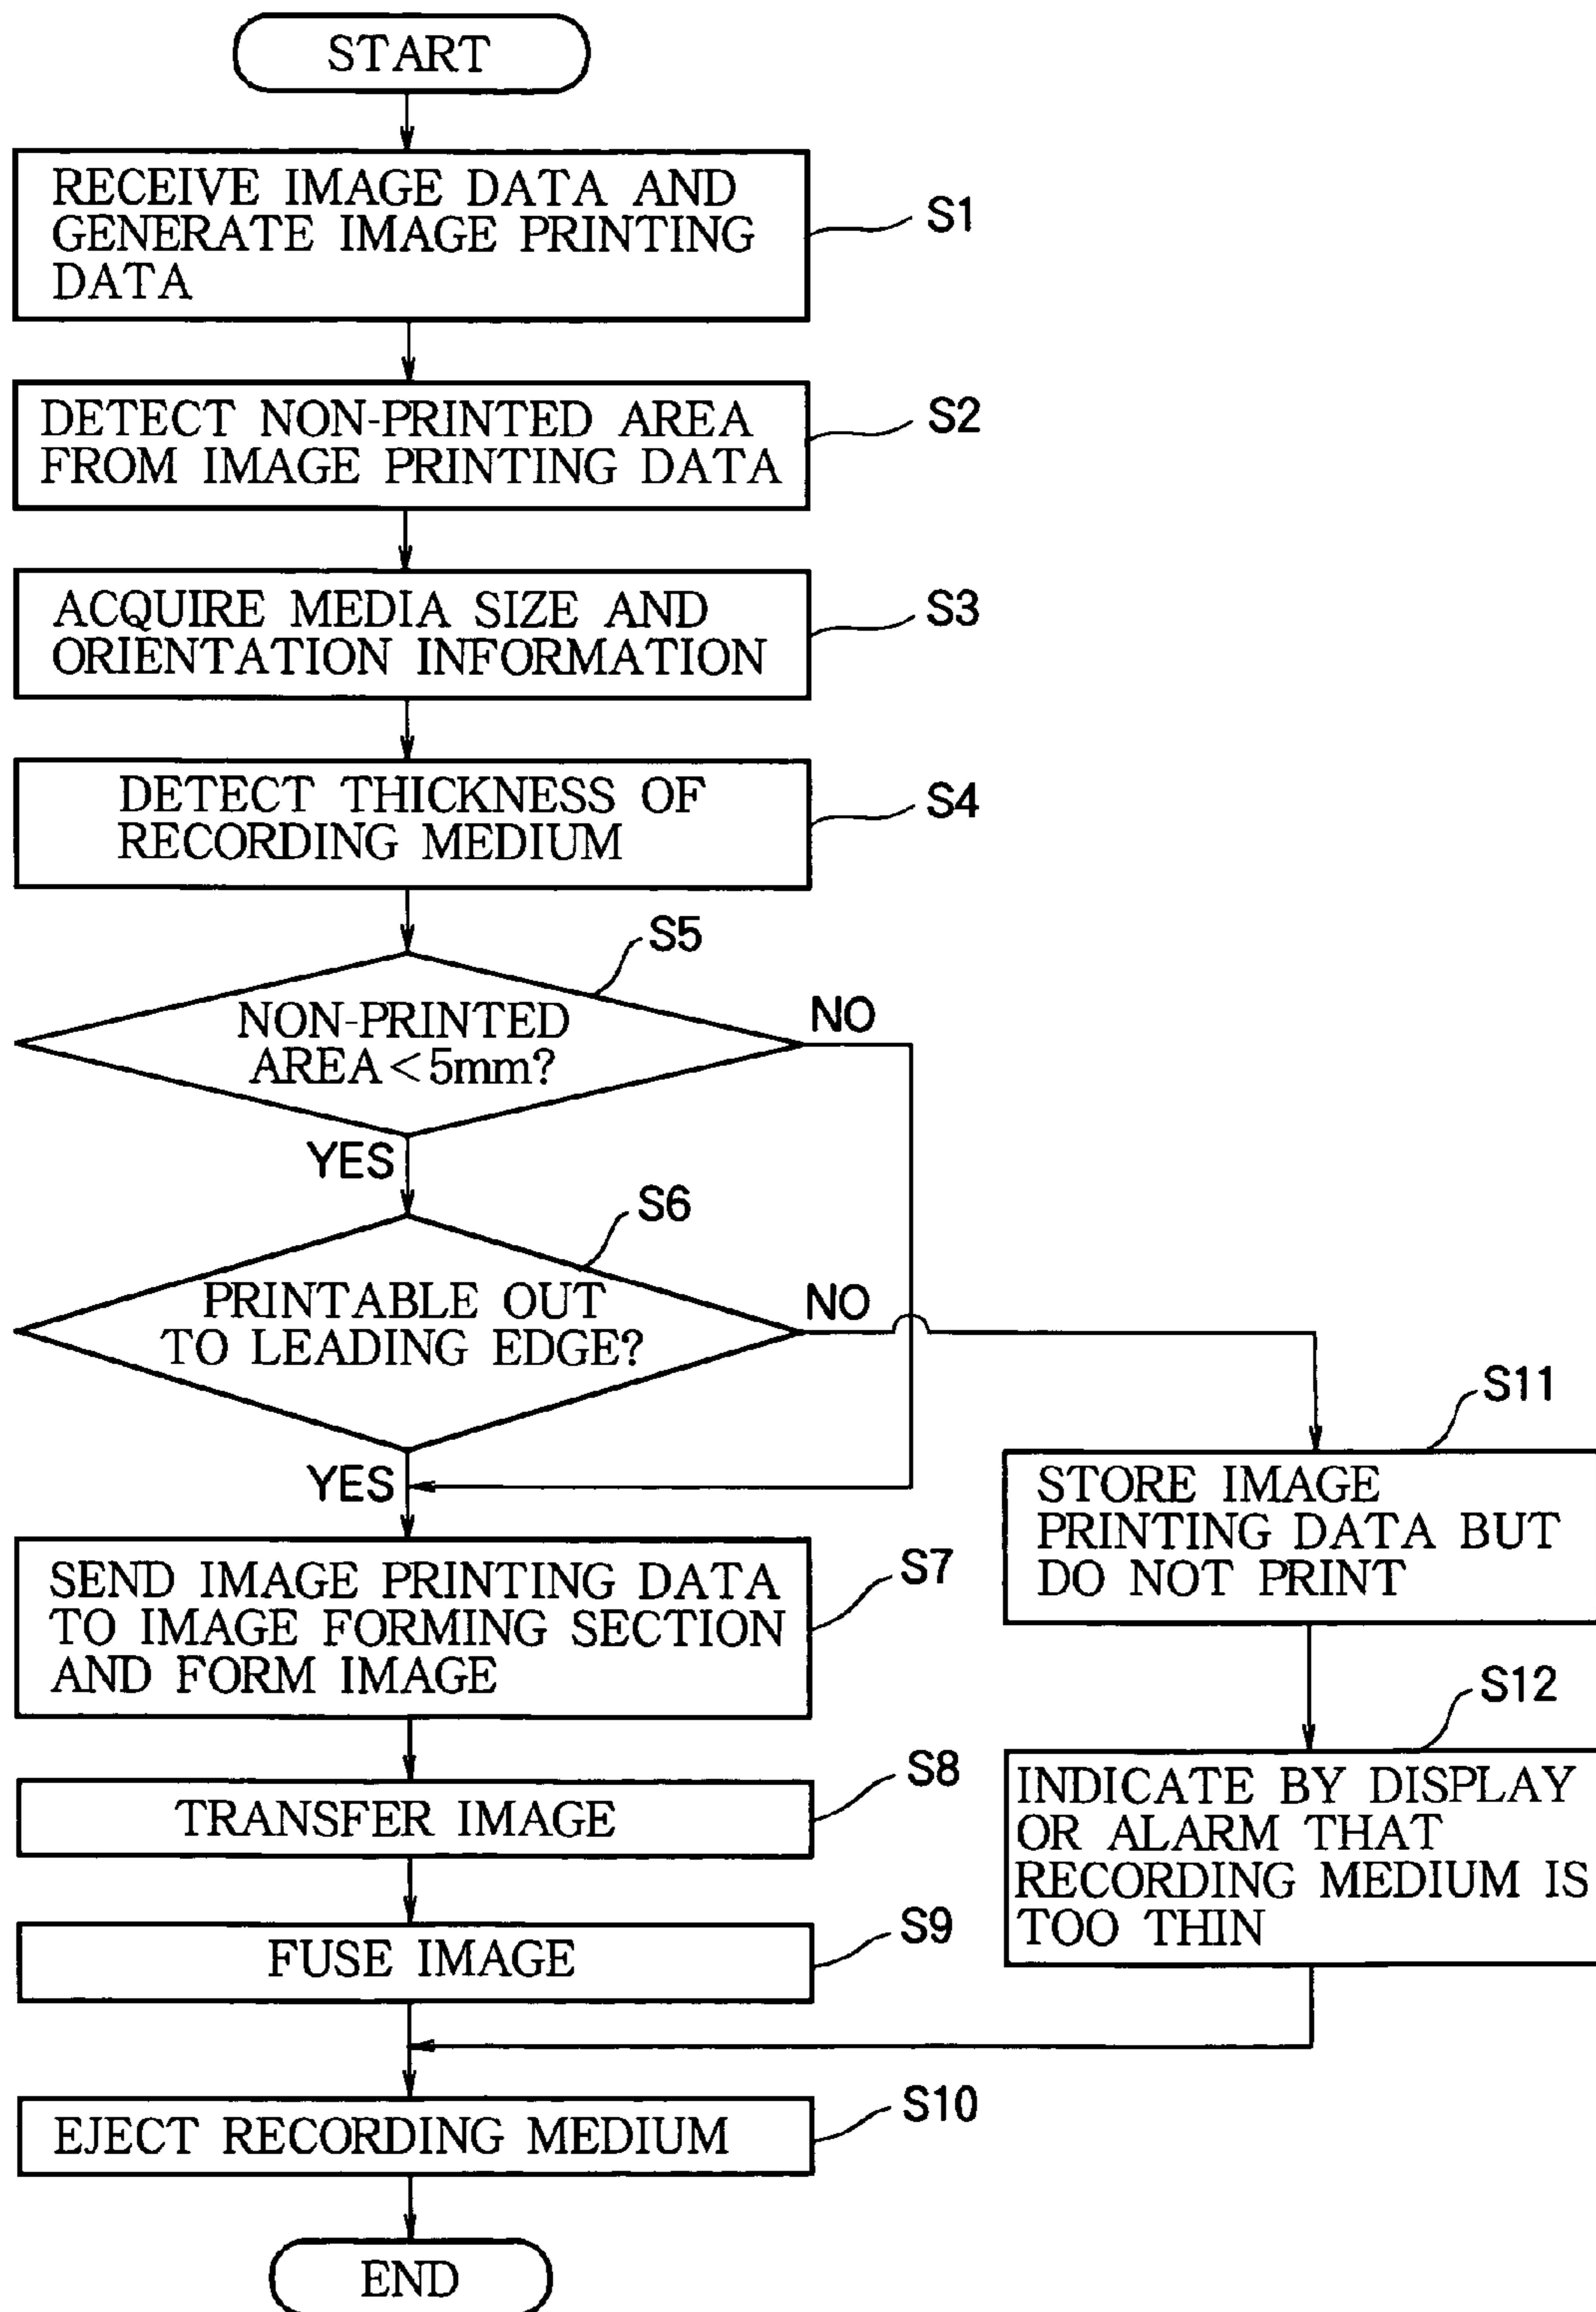 START
RECEIVE IMAGE DATA AND
GENERATE IMAGE PRINTING
DATA
S1
DETECT NON-PRINTED AREA
FROM IMAGE PRINTING DATA
S2
ACQUIRE MEDIA SIZE AND
ORIENTATION INFORMATION
S3
DETECT THICKNESS OF
RECORDING MEDIUM
S4
S5
NON-PRINTED
AREA<5mm?
NO
YES
S6
PRINTABLE OUT
TO LEADING EDGE?
NO
YES
S11
STORE IMAGE
PRINTING DATA BUT
DO NOT PRINT
SEND IMAGE PRINTING DATA
TO IMAGE FORMING SECTION
AND FORM IMAGE
S7
S12
INDICATE BY DISPLAY
OR ALARM THAT
RECORDING MEDIUM IS
TOO THIN
TRANSFER IMAGE
S8
FUSE IMAGE
S9
EJECT RECORDING MEDIUM
S10
END